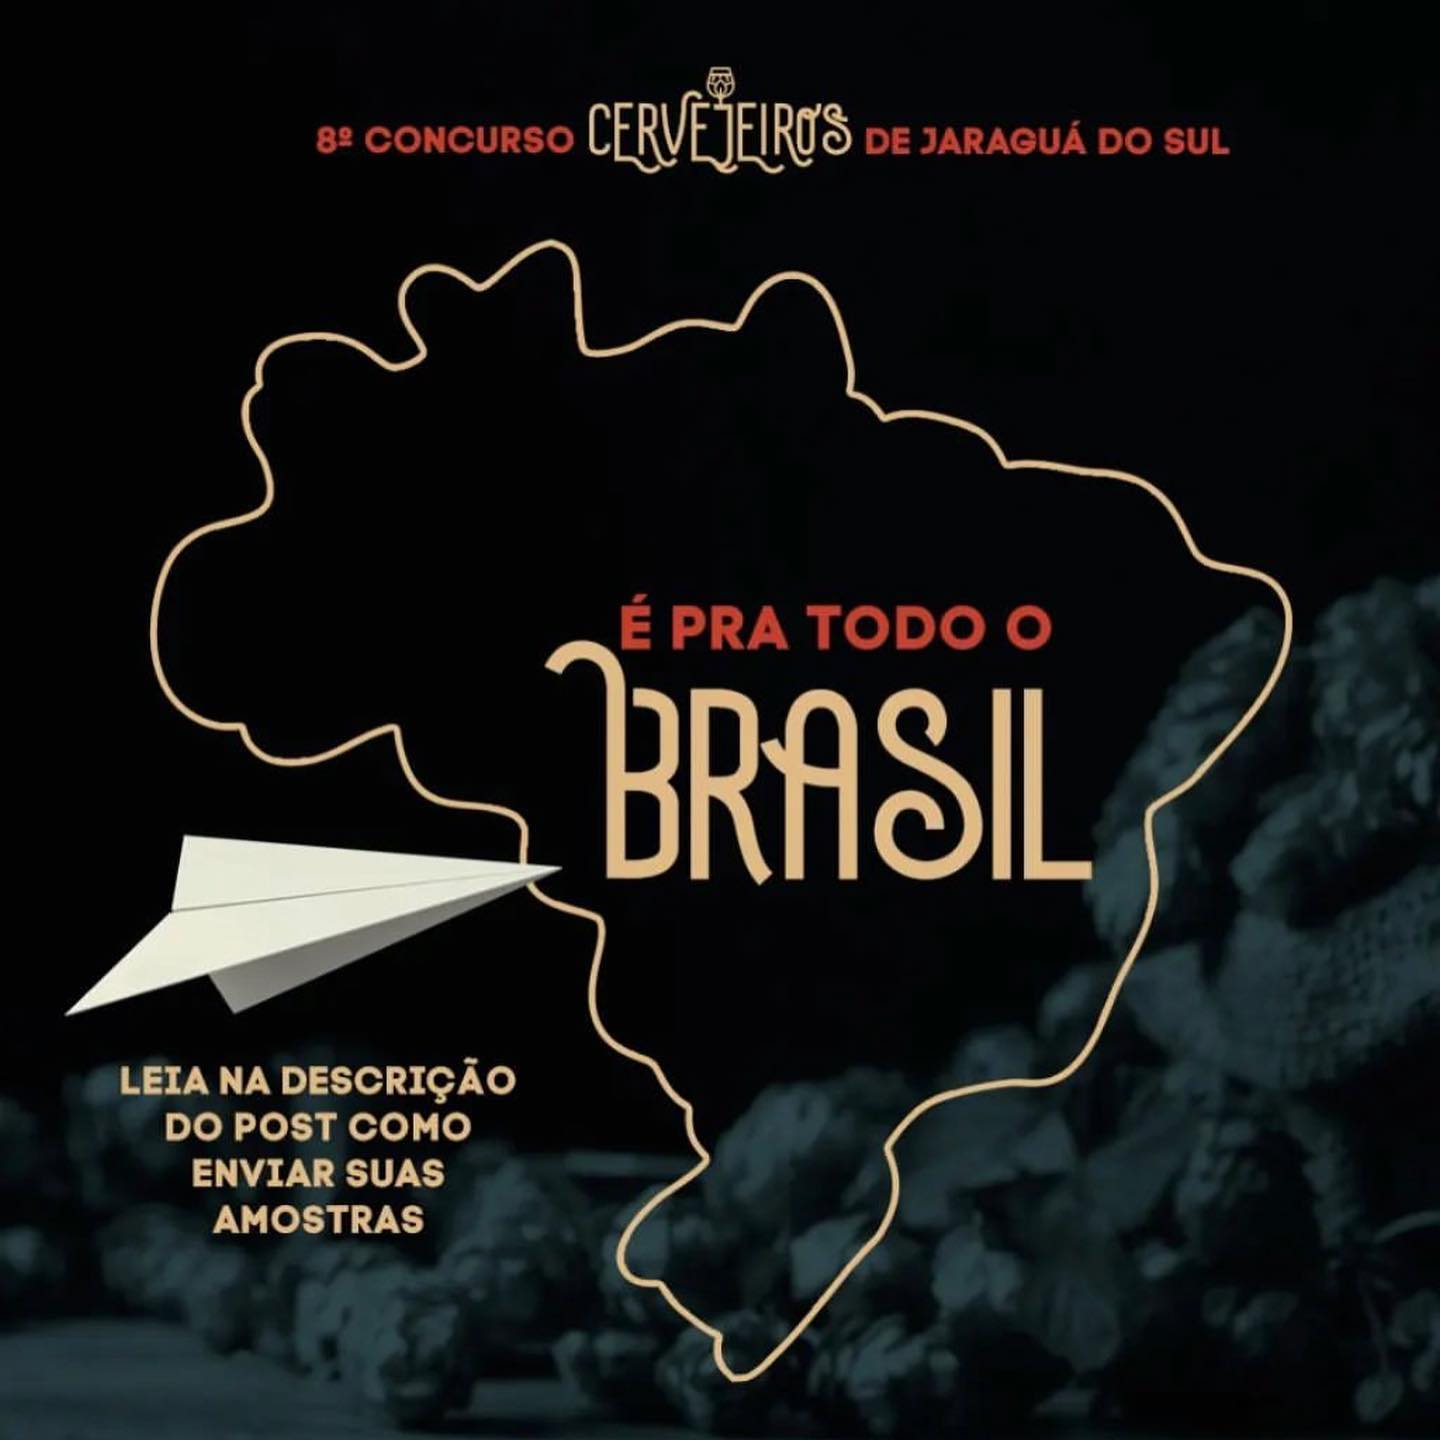 8º CONCURSO CERVEJEIROS DE JARAGUÁ DO SUL
É PRA TODO O
BRASIL
LEIA NA DESCRIÇÃO
DO POST COMO
ENVIAR SUAS
AMOSTRAS